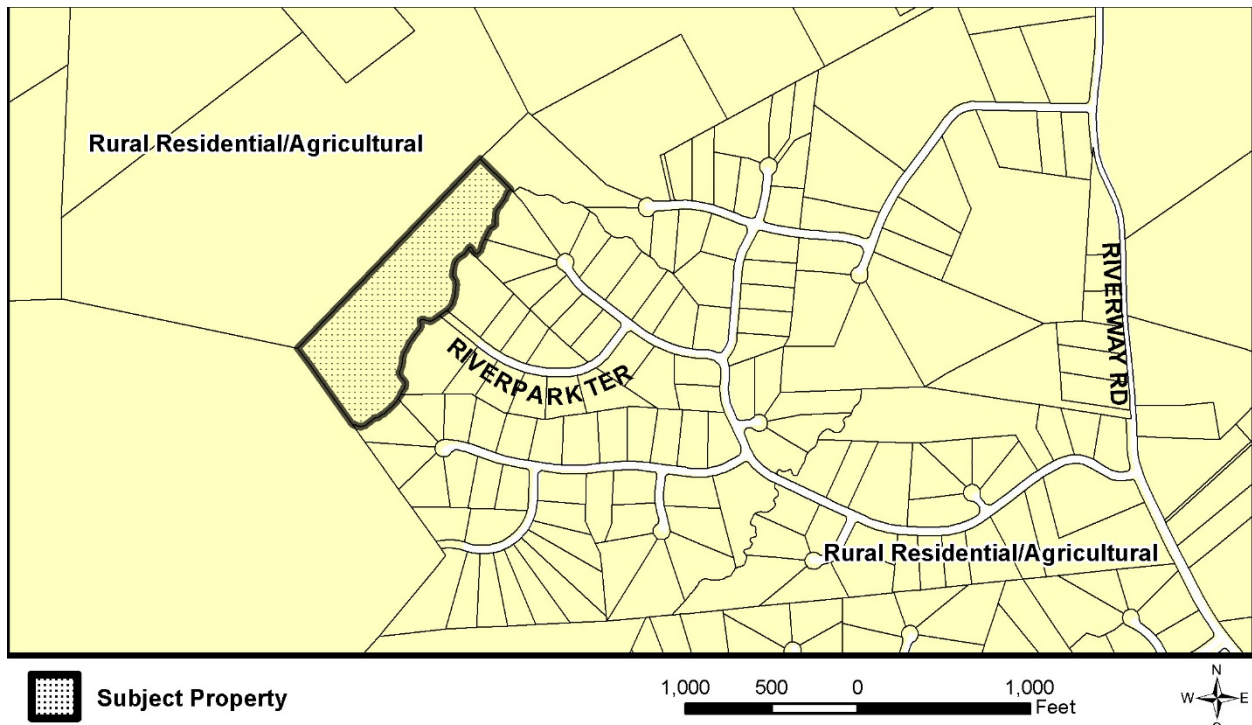 Rural Residential/Agricultural
RIVERWAY RD
RIVERPARK TER
Rural Residential/Agricultural
Subject Property
1,000 500 0 1,000
Feet
N
W E